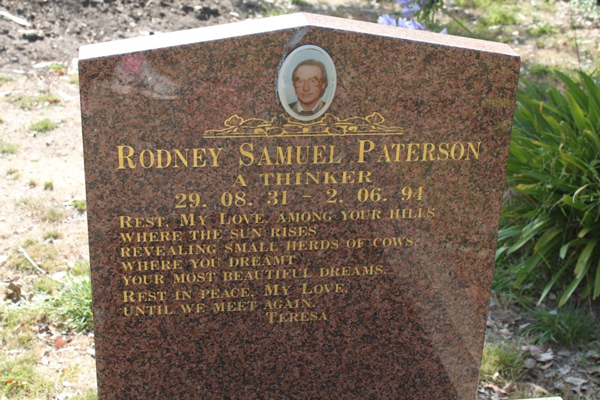 RODNEY SAMUEL PATERSON
A THINKER
29. 08. 31 - 2. 06. 94
REST, MY LOVE, AMONG YOUR HILLS
WHERE THE SUN RISES
REVEALING SMALL HERDS OF COWS
WHERE YOU DREAMT
YOUR MOST BEAUTIFUL DREAMS.
REST IN PEACE, MY LOVE,
UNTIL WE MEET AGAIN.
TERESA